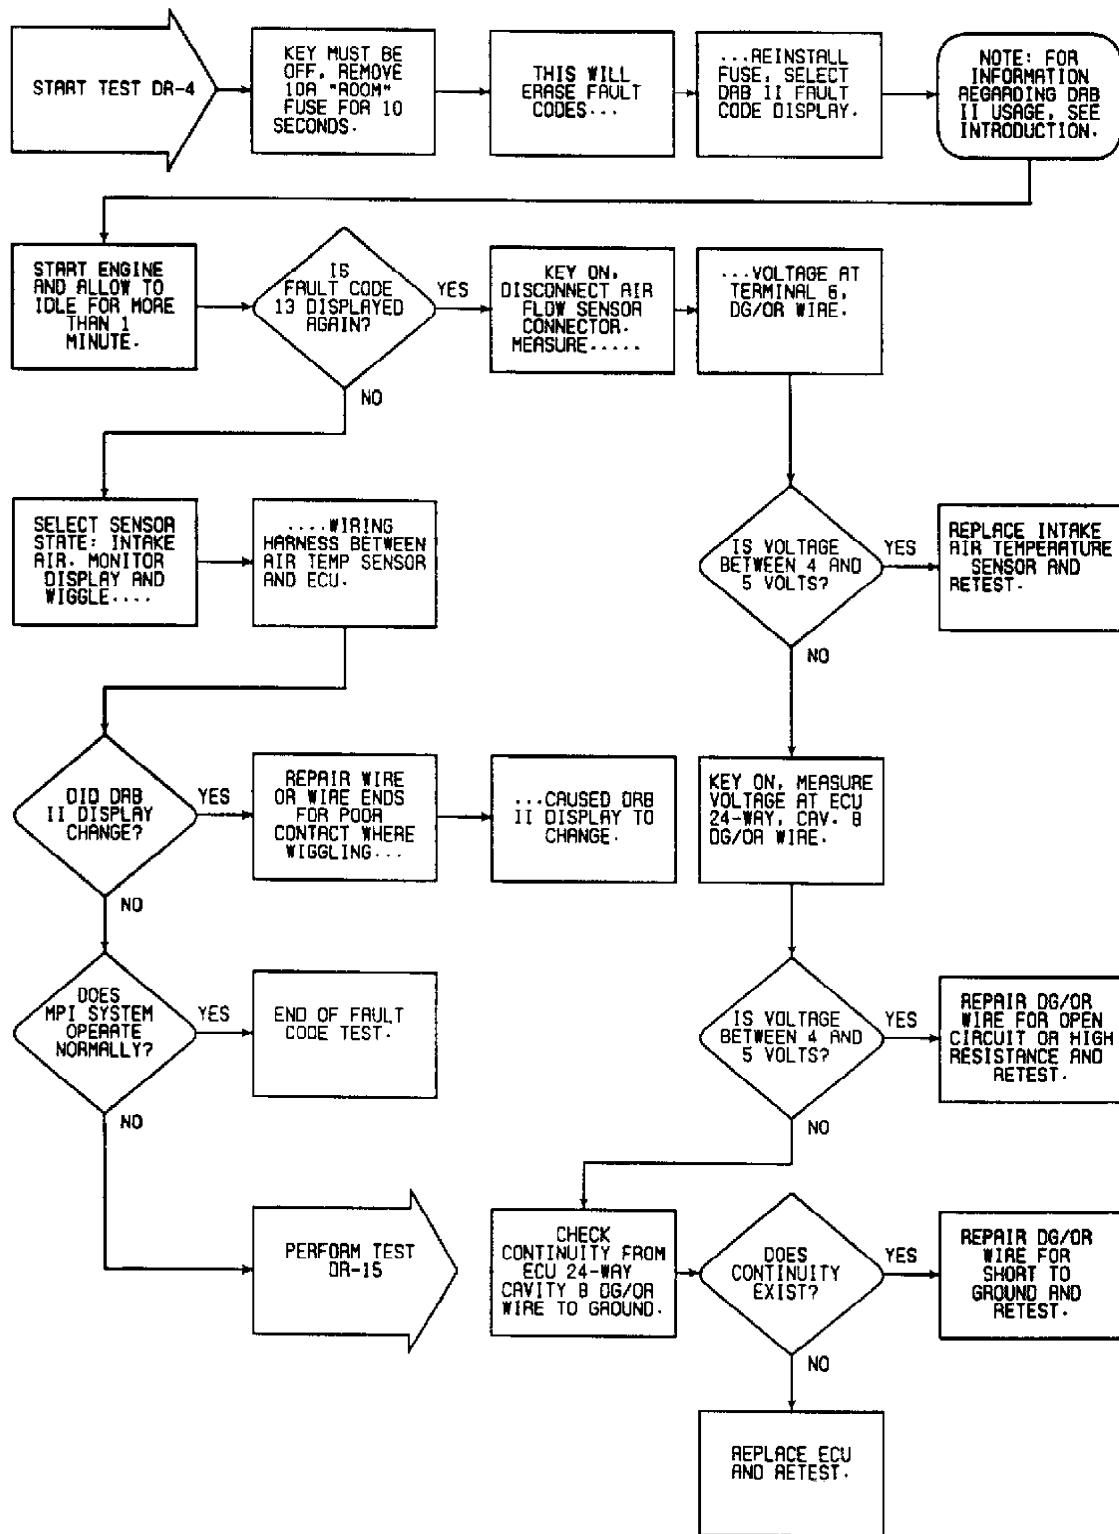 START TEST DR-4
KEY MUST BE
OFF, REMOVE
10A "ROOM"
FUSE FOR 10
SECONDS.
THIS WILL
ERASE FAULT
CODES...
...REINSTALL
FUSE, SELECT
DRB II FAULT
CODE DISPLAY.
NOTE: FOR
INFORMATION
REGARDING DRB
II USAGE, SEE
INTRODUCTION.
START ENGINE
AND ALLOW TO
IDLE FOR MORE
THAN 1
MINUTE.
IS
FAULT CODE
13 DISPLAYED
AGAIN?
YES
NO
KEY ON,
DISCONNECT AIR
FLOW SENSOR
CONNECTOR.
MEASURE.....
...VOLTAGE AT
TERMINAL 6,
DG/OR WIRE.
SELECT SENSOR
STATE: INTAKE
AIR. MONITOR
DISPLAY AND
WIGGLE....
....WIRING
HARNESS BETWEEN
AIR TEMP SENSOR
AND ECU.
IS VOLTAGE
BETWEEN 4 AND
5 VOLTS?
YES
NO
REPLACE INTAKE
AIR TEMPERATURE
SENSOR AND
RETEST.
DID DRB
II DISPLAY
CHANGE?
YES
NO
REPAIR WIRE
OR WIRE ENDS
FOR POOR
CONTACT WHERE
WIGGLING...
...CAUSED DRB
II DISPLAY TO
CHANGE.
KEY ON, MEASURE
VOLTAGE AT ECU
24-WAY, CAV. 8
DG/OR WIRE.
DOES
MPI SYSTEM
OPERATE
NORMALLY?
YES
NO
END OF FAULT
CODE TEST.
IS VOLTAGE
BETWEEN 4 AND
5 VOLTS?
YES
NO
REPAIR DG/OR
WIRE FOR OPEN
CIRCUIT OR HIGH
RESISTANCE AND
RETEST.
PERFORM TEST
DR-15
CHECK
CONTINUITY FROM
ECU 24-WAY
CAVITY 8 DG/OR
WIRE TO GROUND.
DOES
CONTINUITY
EXIST?
YES
NO
REPAIR DG/OR
WIRE FOR
SHORT TO
GROUND AND
RETEST.
REPLACE ECU
AND RETEST.